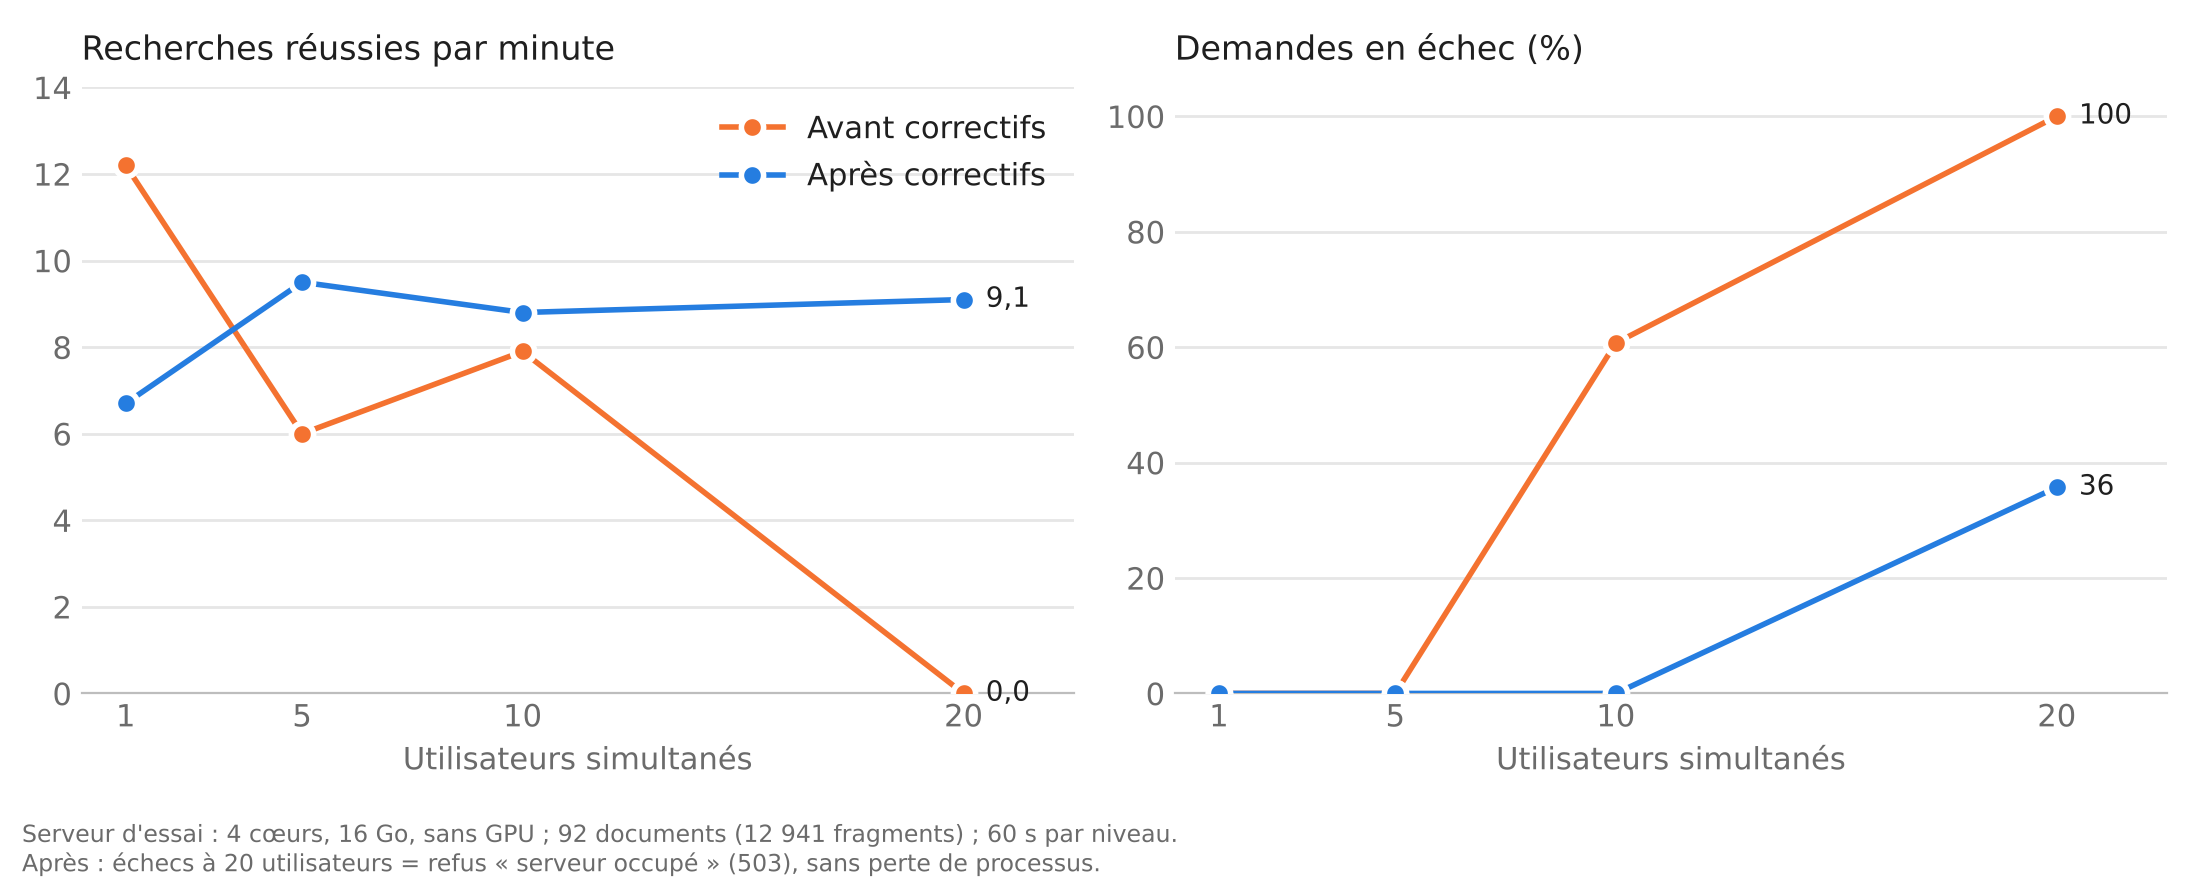 Recherches réussies par minute
14
12
10
8
6
4
2
0
Avant correctifs
Après correctifs
9,1
0,0
1 5 10 20
Utilisateurs simultanés
Demandes en échec (%)
100
80
60
40
20
0
100
36
1 5 10 20
Utilisateurs simultanés
Serveur d'essai : 4 cœurs, 16 Go, sans GPU ; 92 documents (12 941 fragments) ; 60 s par niveau.
Après : échecs à 20 utilisateurs = refus « serveur occupé » (503), sans perte de processus.